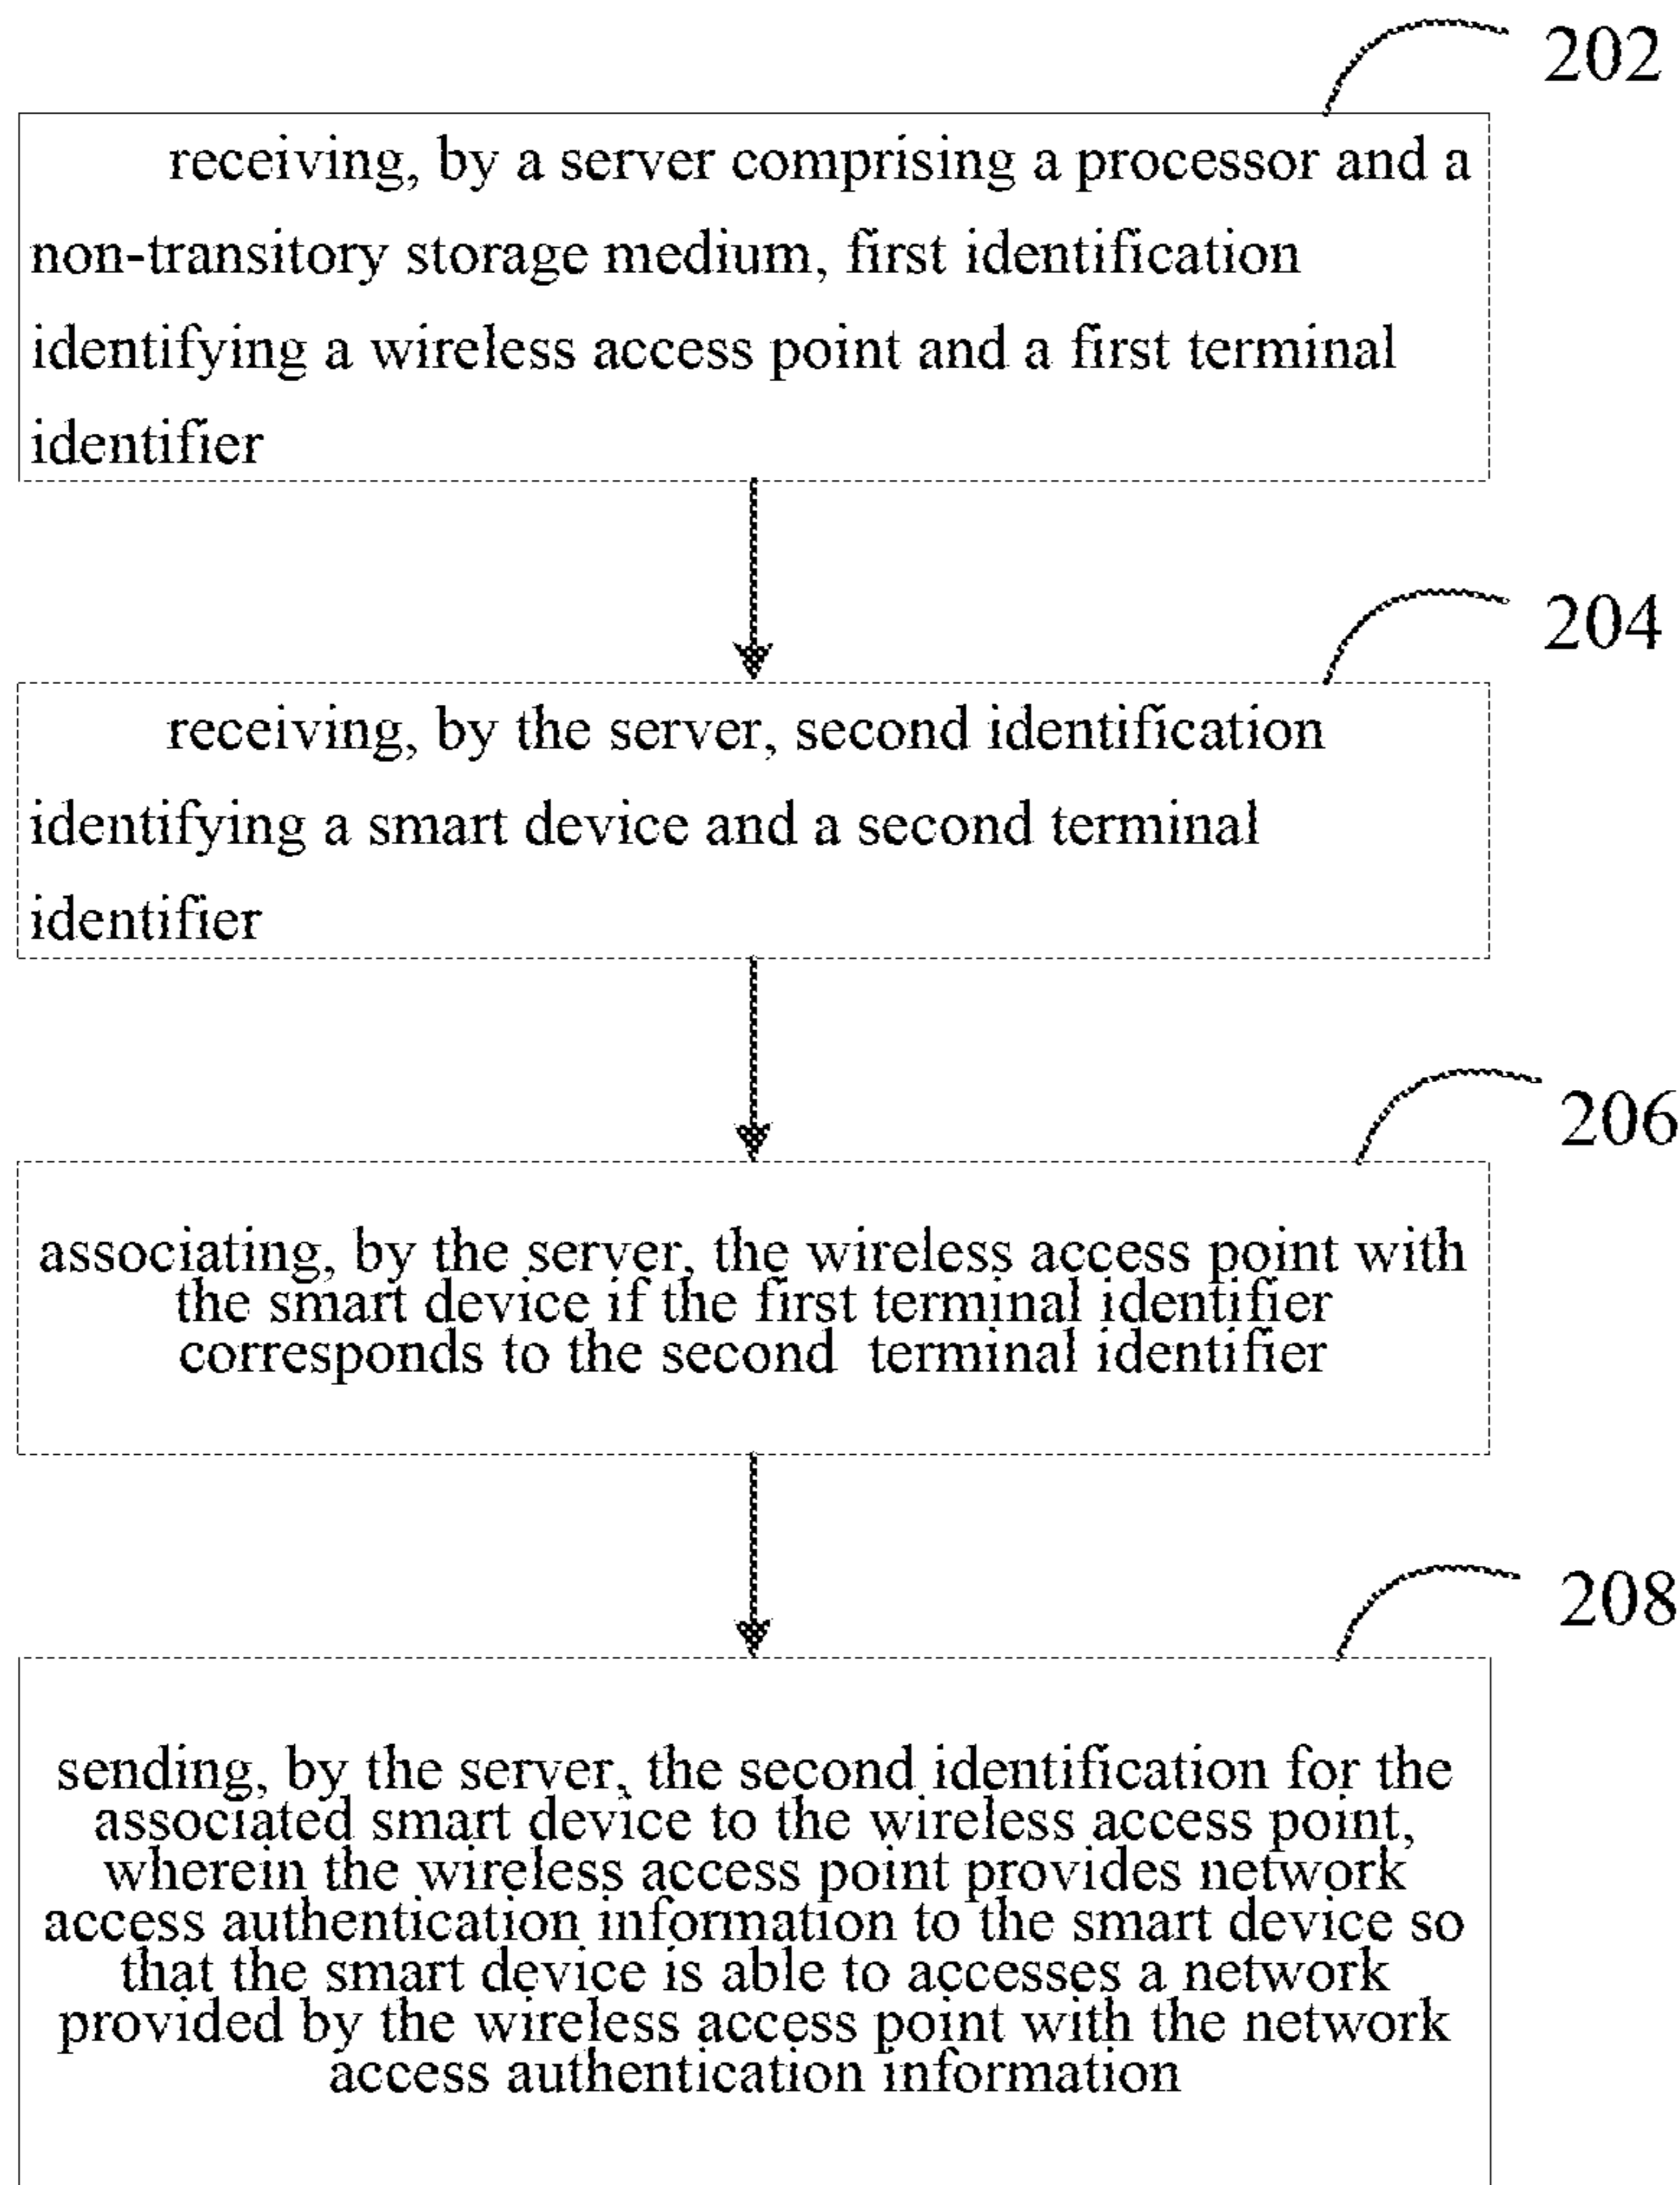 202
receiving, by a server comprising a processor and a
non-transitory storage medium, first identification
identifying a wireless access point and a first terminal
identifier
204
receiving, by the server, second identification
identifying a smart device and a second terminal
identifier
206
associating, by the server, the wireless access point with
the smart device if the first terminal identifier
corresponds to the second terminal identifier
208
sending, by the server, the second identification for the
associated smart device to the wireless access point,
wherein the wireless access point provides network
access authentication information to the smart device so
that the smart device is able to accesses a network
provided by the wireless access point with the network
access authentication information